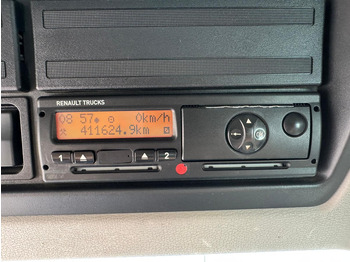 RENAULT TRUCKS
08 57 0km/h
411624.9km
1 2